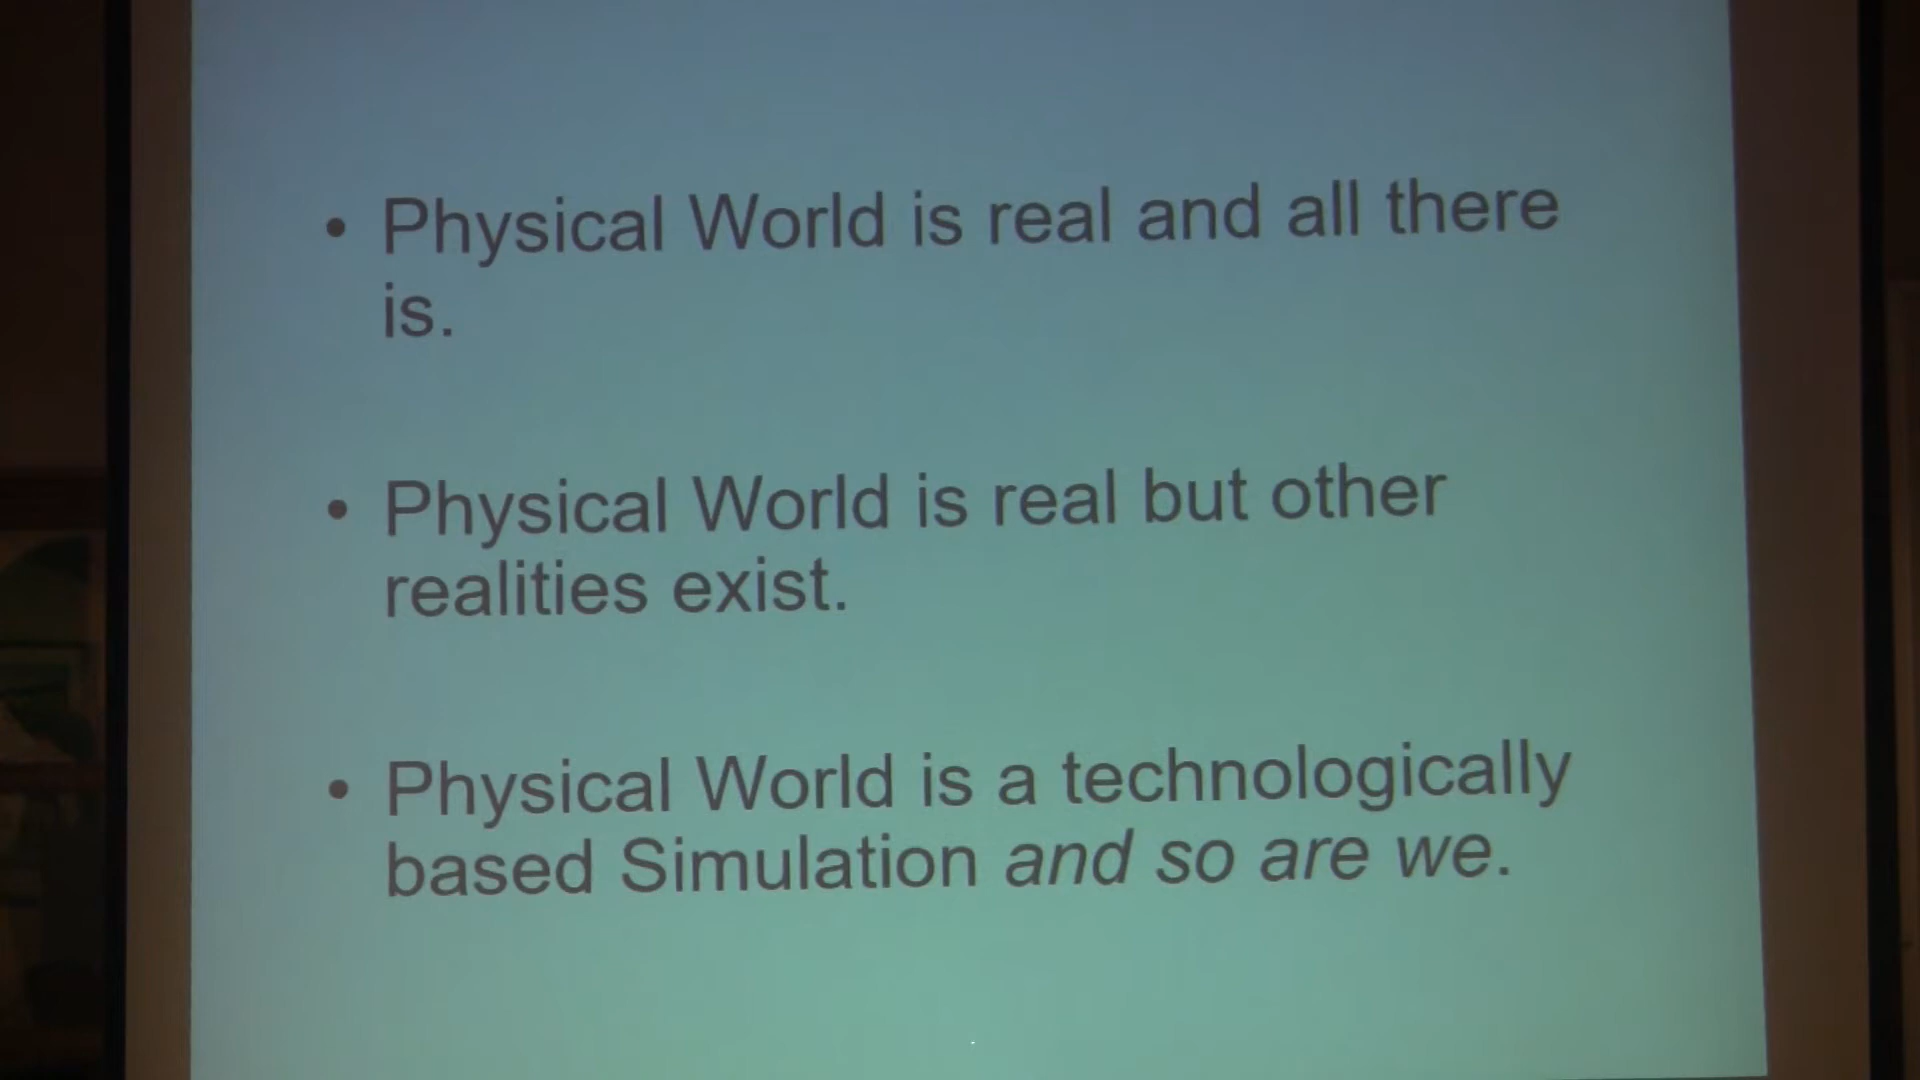 • Physical World is real and all there
is.
• Physical World is real but other
realities exist.
• Physical World is a technologically
based Simulation and so are we.